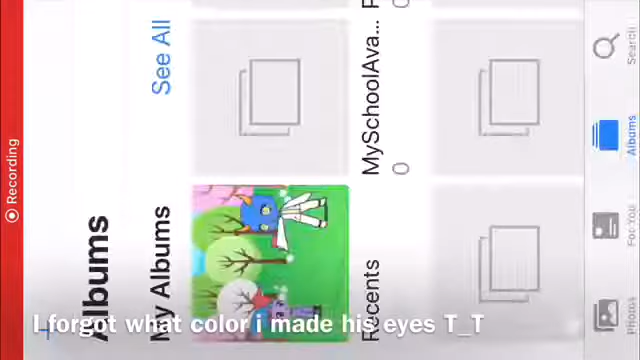 Recording
+
Albums
My Albums
See All
Recents
MySchoolAva...
0
0
Photos
For You
Albums
Search
I forgot what color i made his eyes T_T